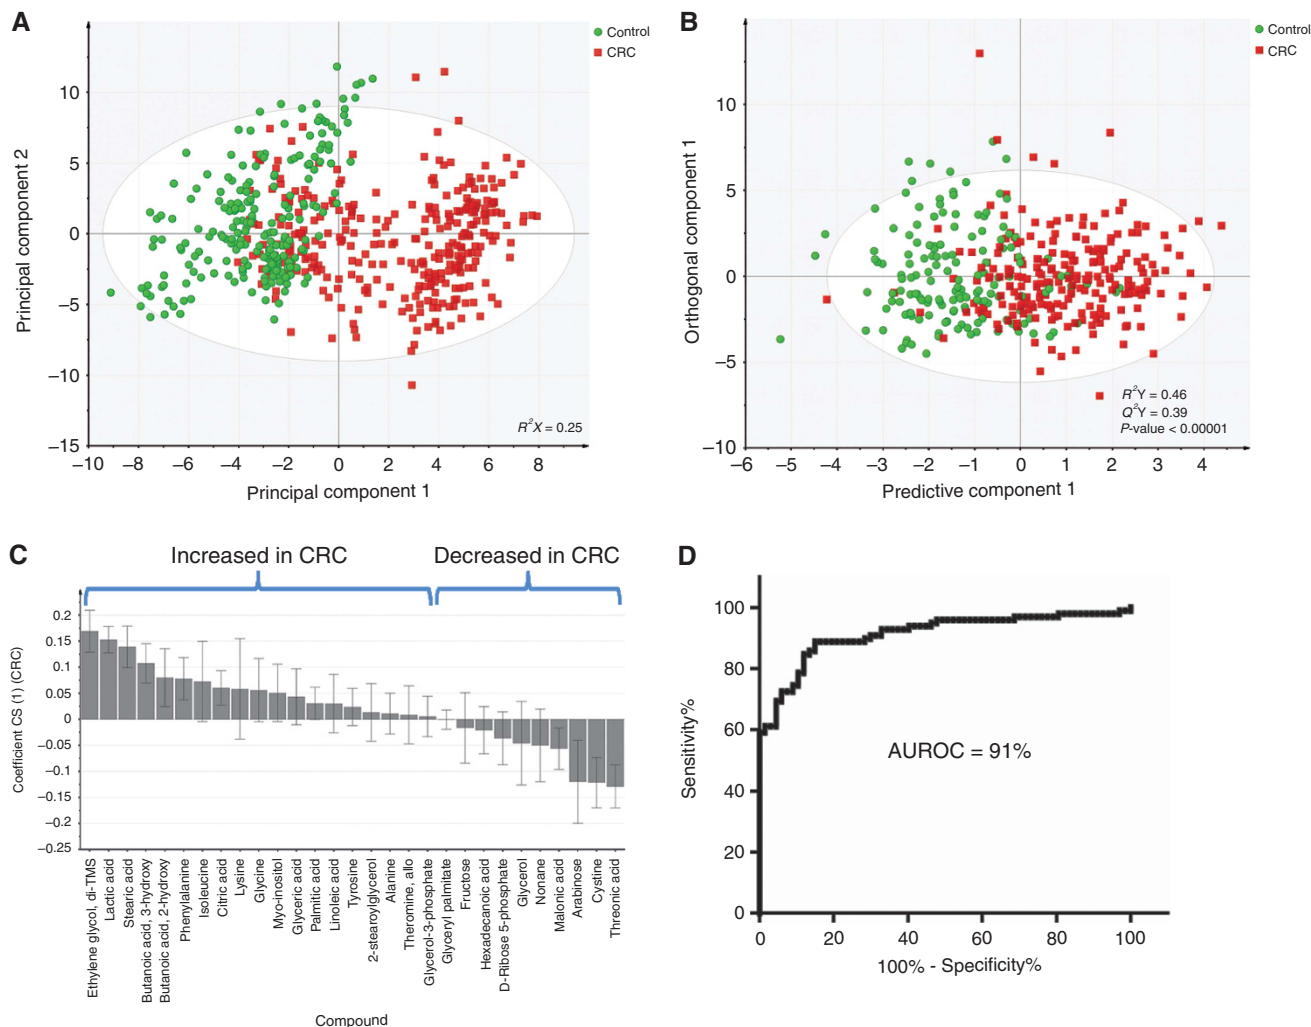 A
Control
CRC
Principal component 2
10
5
0
−5
−10
−15
R²X = 0.25
−10 −8 −6 −4 −2 0 2 4 6 8
Principal component 1
B
Control
CRC
Orthogonal component 1
10
5
0
−5
−10
R²Y = 0.46
Q²Y = 0.39
P-value < 0.00001
−6 −5 −4 −3 −2 −1 0 1 2 3 4
Predictive component 1
C
Increased in CRC
Decreased in CRC
Coefficient CS (1) (CRC)
0.2
0.15
0.1
0.05
0
−0.05
−0.1
−0.15
−0.2
−0.25
Ethylene glycol, di-TMS
Lactic acid
Stearic acid
Butanoic acid, 3-hydroxy
Butanoic acid, 2-hydroxy
Phenylalanine
Isoleucine
Citric acid
Lysine
Glycine
Myo-inositol
Glyceric acid
Palmitic acid
Linoleic acid
Tyrosine
2-stearoylglycerol
Alanine
Theromine, allo
Glycerol-3-phosphate
Glyceryl palmitate
Fructose
Hexadecanoic acid
D-Ribose 5-phosphate
Glycerol
Nonane
Malonic acid
Arabinose
Cystine
Threonic acid
Compound
D
Sensitivity%
100
80
60
40
20
0
AUROC = 91%
0 20 40 60 80 100
100% - Specificity%